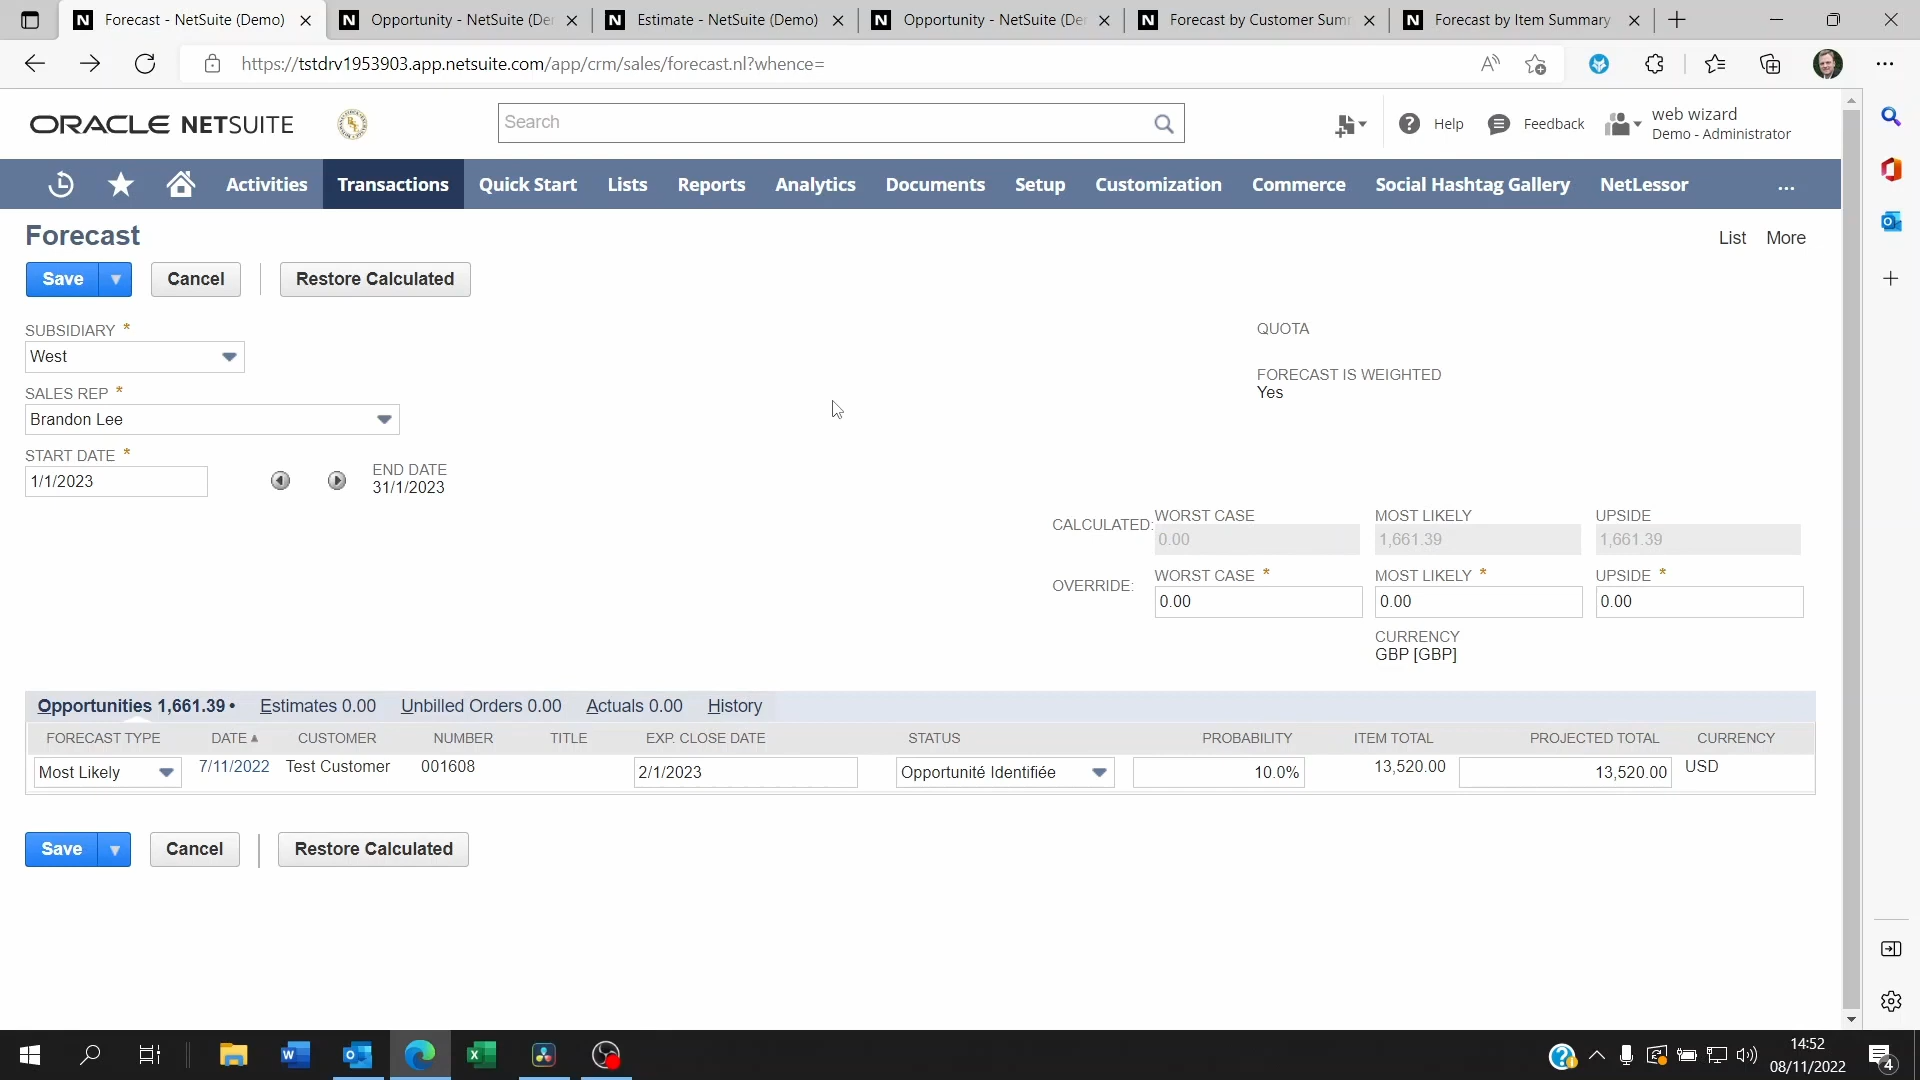 Forecast - NetSuite (Demo)
Opportunity - NetSuite (De
Estimate - NetSuite (Demo)
Opportunity - NetSuite (De
Forecast by Customer Sum
Forecast by Item Summary
https://tstdrv1953903.app.netsuite.com/app/crm/sales/forecast.nl?whence=
ORACLE NETSUITE
Search
Help
Feedback
web wizard
Demo - Administrator
Activities Transactions Quick Start Lists Reports Analytics Documents Setup Customization Commerce Social Hashtag Gallery NetLessor ...
Forecast
List More
Save Cancel Restore Calculated
SUBSIDIARY *
West
SALES REP *
Brandon Lee
START DATE *
1/1/2023
END DATE
31/1/2023
QUOTA
FORECAST IS WEIGHTED
Yes
CALCULATED: WORST CASE MOST LIKELY UPSIDE
0.00 1,661.39 1,661.39
OVERRIDE: WORST CASE * MOST LIKELY * UPSIDE *
0.00 0.00 0.00
CURRENCY
GBP [GBP]
Opportunities 1,661.39 • Estimates 0.00 Unbilled Orders 0.00 Actuals 0.00 History
FORECAST TYPE DATE CUSTOMER NUMBER TITLE EXP. CLOSE DATE STATUS PROBABILITY ITEM TOTAL PROJECTED TOTAL CURRENCY
Most Likely 7/11/2022 Test Customer 001608 2/1/2023 Opportunité Identifiée 10.0% 13,520.00 13,520.00 USD
Save Cancel Restore Calculated
14:52
08/11/2022
4